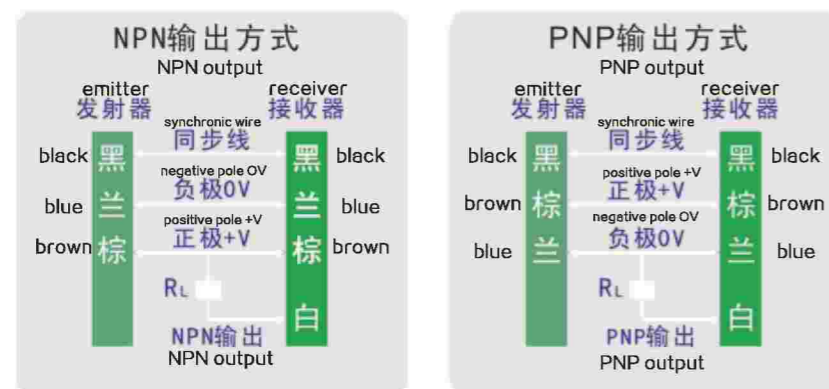 NPN输出方式
NPN output
emitter receiver
发射器 接收器
synchronic wire
同步线
black 黑 黑 black
negative pole OV
负极0V
blue 兰 兰 blue
positive pole +V
正极+V
brown 棕 棕 brown
RL
白
NPN输出
NPN output
PNP输出方式
PNP output
emitter receiver
发射器 接收器
synchronic wire
同步线
black 黑 黑 black
positive pole +V
正极+V
brown 棕 棕 brown
negative pole OV
负极0V
blue 兰 兰 blue
RL
白
PNP输出
PNP output